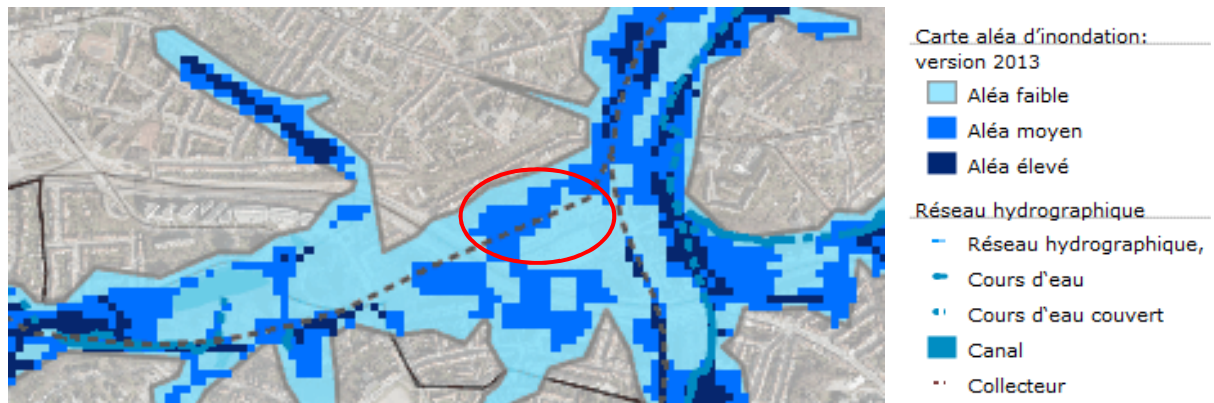 Carte aléa d’inondation:
version 2013
Aléa faible
Aléa moyen
Aléa élevé
Réseau hydrographique
Réseau hydrographique,
Cours d‘eau
Cours d‘eau couvert
Canal
Collecteur